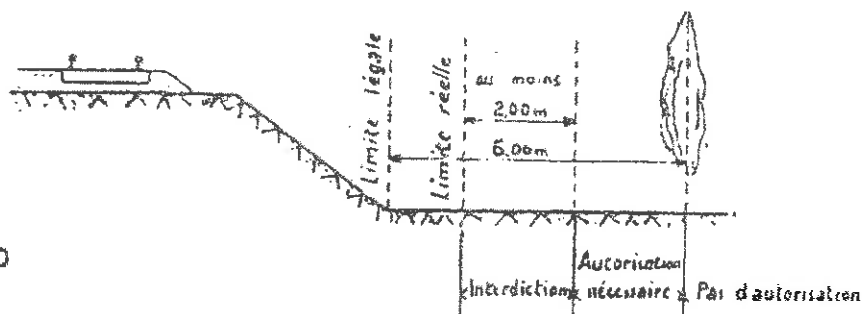 Limite légale
Limite réelle
au moins
2,00m
6,00m
Interdiction
Autorisation
nécessaire
Pas d'autorisation